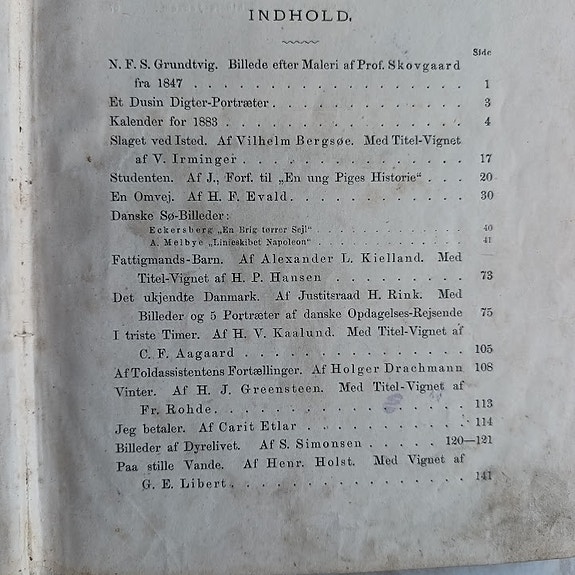 INDHOLD.
Side
N. F. S. Grundtvig. Billede efter Maleri af Prof. Skovgaard
fra 1847 . . . . . . . . . . . . . . . . 1
Et Dusin Digter-Portræter . . . . . . . . . . . . 3
Kalender for 1883 . . . . . . . . . . . . . . . 4
Slaget ved Isted. Af Vilhelm Bergsøe. Med Titel-Vignet
af V. Irminger . . . . . . . . . . . . . . 17
Studenten. Af J., Forf. til „En ung Piges Historie“ . . . 20
En Omvej. Af H. F. Evald . . . . . . . . . . . 30
Danske Sø-Billeder:
Eckersberg „En Brig tørrer Sejl“ . . . . . . . . . . . 40
A. Melbye „Linieskibet Napoleon“ . . . . . . . . . . . 41
Fattigmands-Barn. Af Alexander L. Kielland. Med
Titel-Vignet af H. P. Hansen . . . . . . . . . 73
Det ukjendte Danmark. Af Justitsraad H. Rink. Med
Billeder og 5 Portræter af danske Opdagelses-Rejsende 75
I triste Timer. Af H. V. Kaalund. Med Titel-Vignet af
C. F. Aagaard . . . . . . . . . . . . . . 105
Af Toldassistentens Fortællinger. Af Holger Drachmann 108
Vinter. Af H. J. Greensteen. Med Titel-Vignet af
Fr. Rohde . . . . . . . . . . . . . . . . 113
Jeg betaler. Af Carit Etlar . . . . . . . . . . . 114
Billeder af Dyrelivet. Af S. Simonsen . . . . . . 120—121
Paa stille Vande. Af Henr. Holst. Med Vignet af
G. E. Libert . . . . . . . . . . . . . . . 141